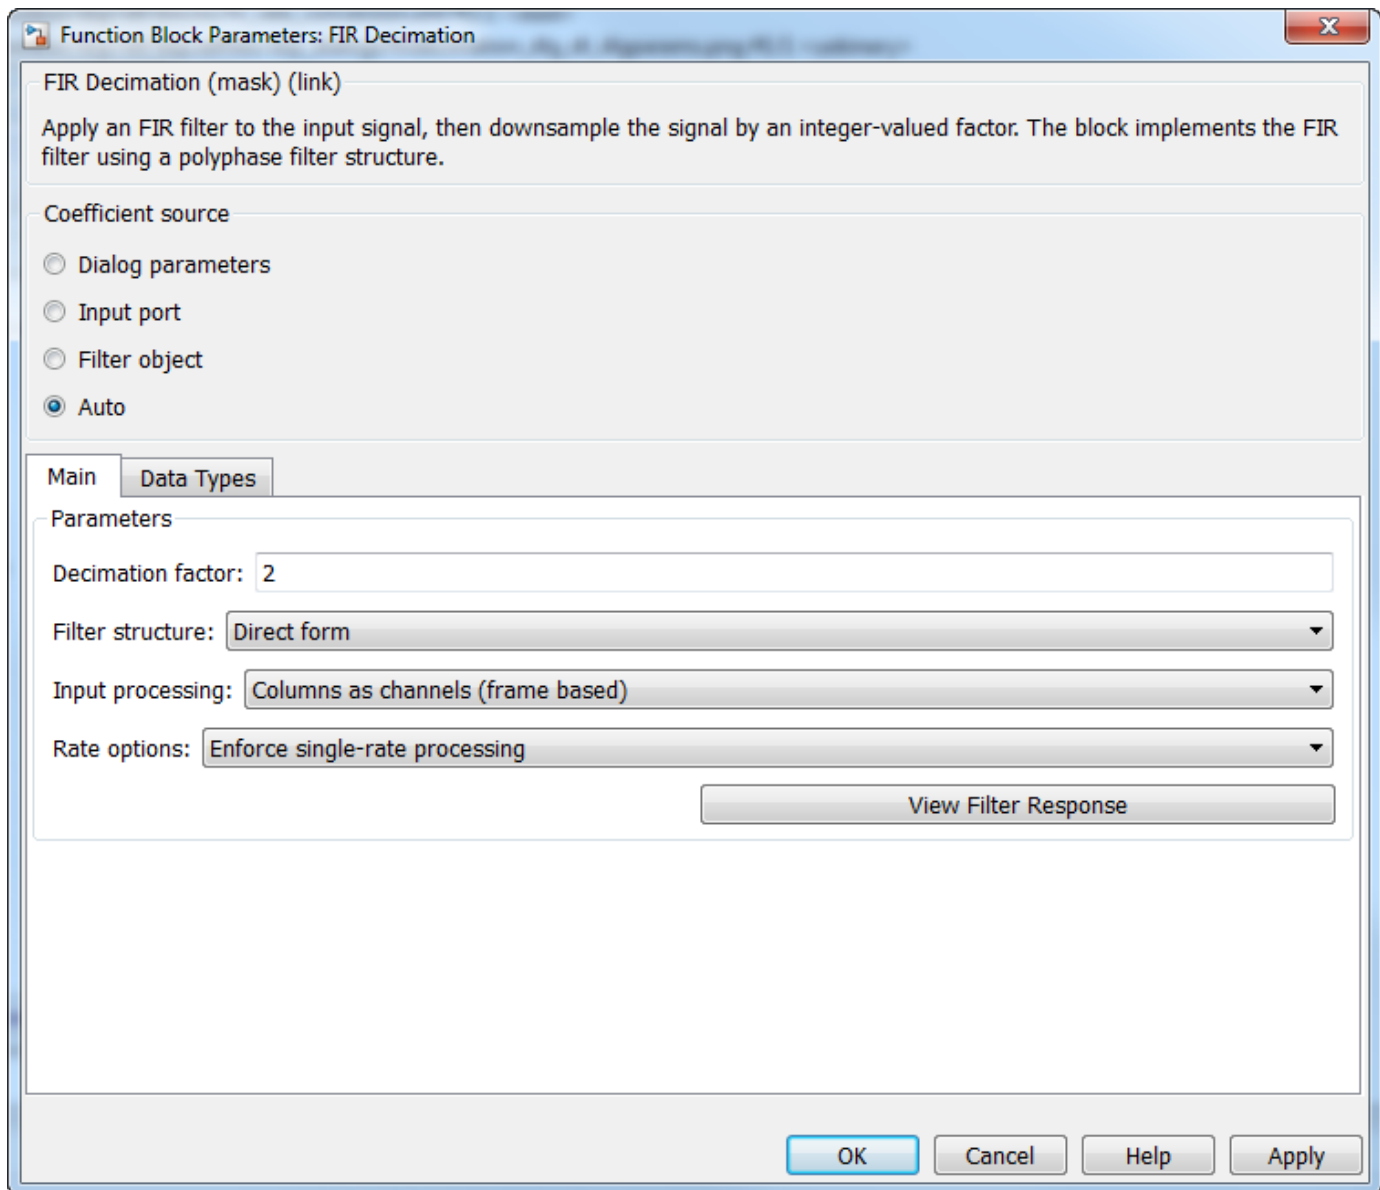 Function Block Parameters: FIR Decimation
X
FIR Decimation (mask) (link)
Apply an FIR filter to the input signal, then downsample the signal by an integer-valued factor. The block implements the FIR
filter using a polyphase filter structure.
Coefficient source
Dialog parameters
Input port
Filter object
Auto
Main Data Types
Parameters
Decimation factor: 2
Filter structure: Direct form
Input processing: Columns as channels (frame based)
Rate options: Enforce single-rate processing
View Filter Response
OK Cancel Help Apply